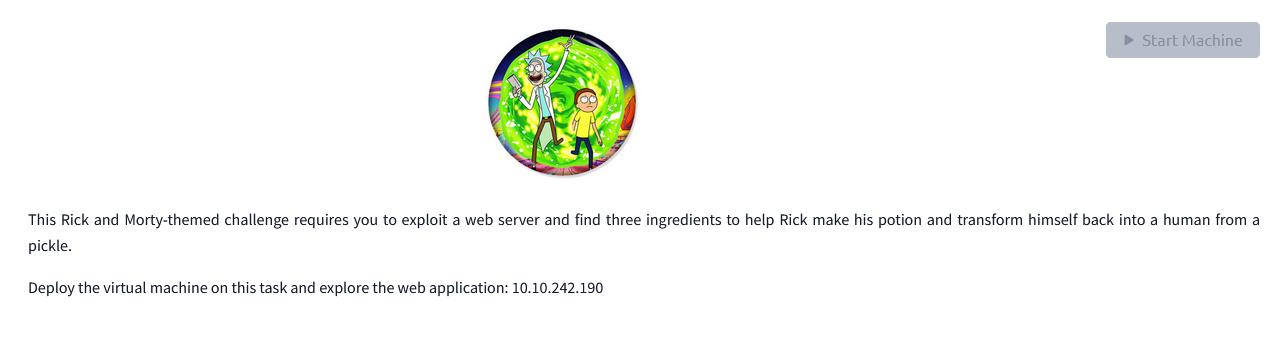 Start Machine
This Rick and Morty-themed challenge requires you to exploit a web server and find three ingredients to help Rick make his potion and transform himself back into a human from a
pickle.
Deploy the virtual machine on this task and explore the web application: 10.10.242.190